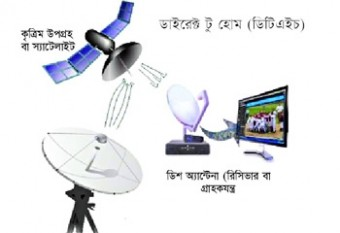 ডাইরেক্ট টু হোম (ডিটিএইচ)
কৃত্রিম উপগ্রহ
বা স্যাটেলাইট
ডিশ অ্যান্টেনা (রিসিভার বা
গ্রাহকযন্ত্র